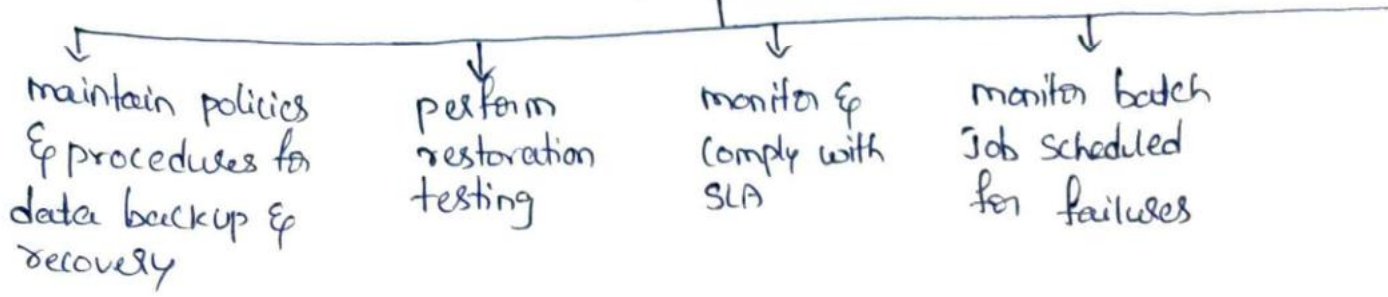 maintain policies
& procedures for
data backup &
recovery
perform
restoration
testing
monitor &
comply with
SLA
monitor batch
Job scheduled
for failures